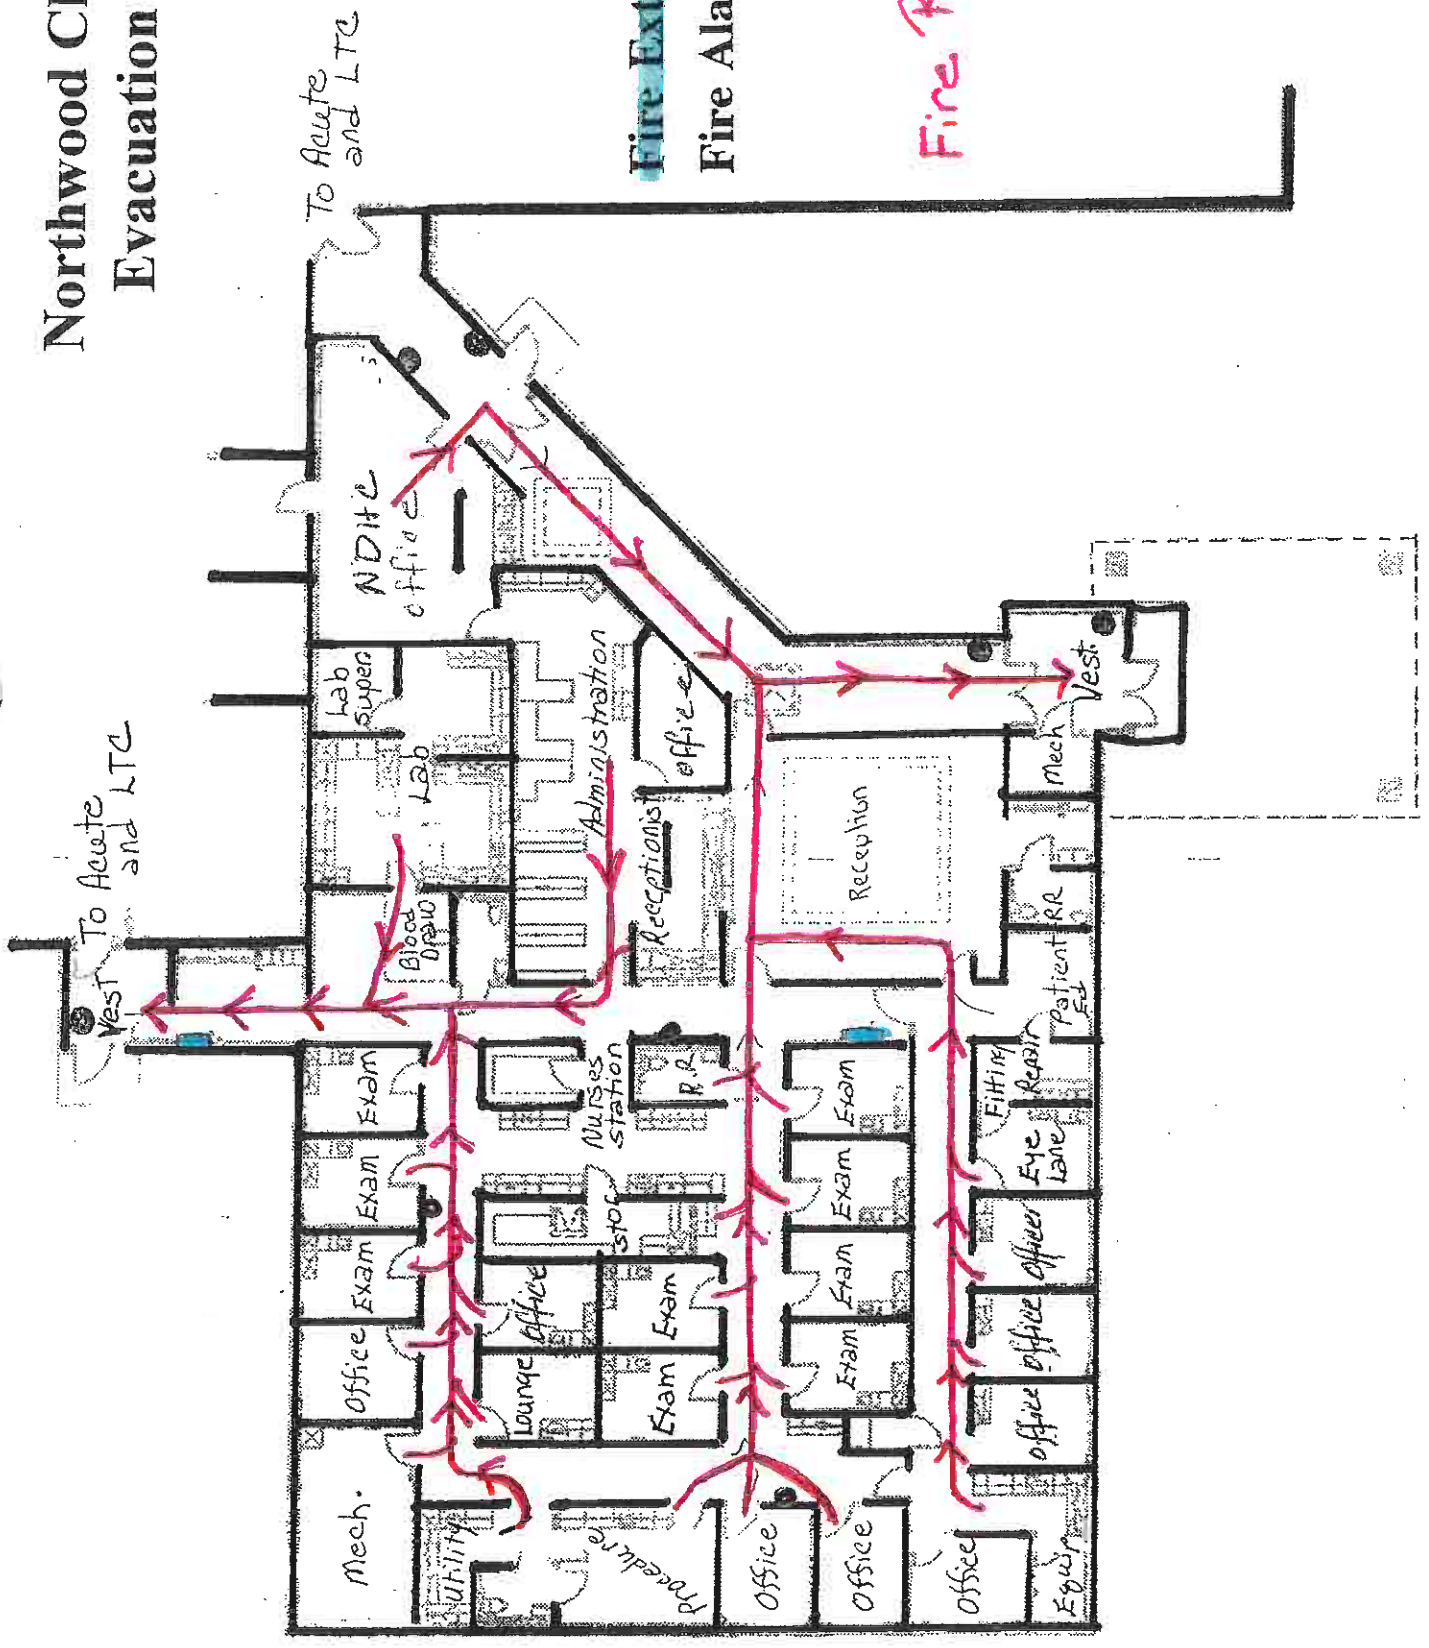 Northwood Cl
Evacuation
To Acute
and LTC
To Acute
and LTC
Vest
Fire Ext
Fire Ala
Fire R
Mech.
Office
Exam
Exam
Exam
Blood
Draw
Lab
Lab
Super
NDHC
office
Utility
Lounge
Office
Stor
Nurses
Station
Administration
Procedure
Exam
Exam
R.R
Receptionist
office
Office
Office
Exam
Exam
Exam
Exam
Reception
Office
Equip
Office
Office
Officer
Eye
Lane
Fitting
Repair
Patient
Ed
RR
Mech
Vest